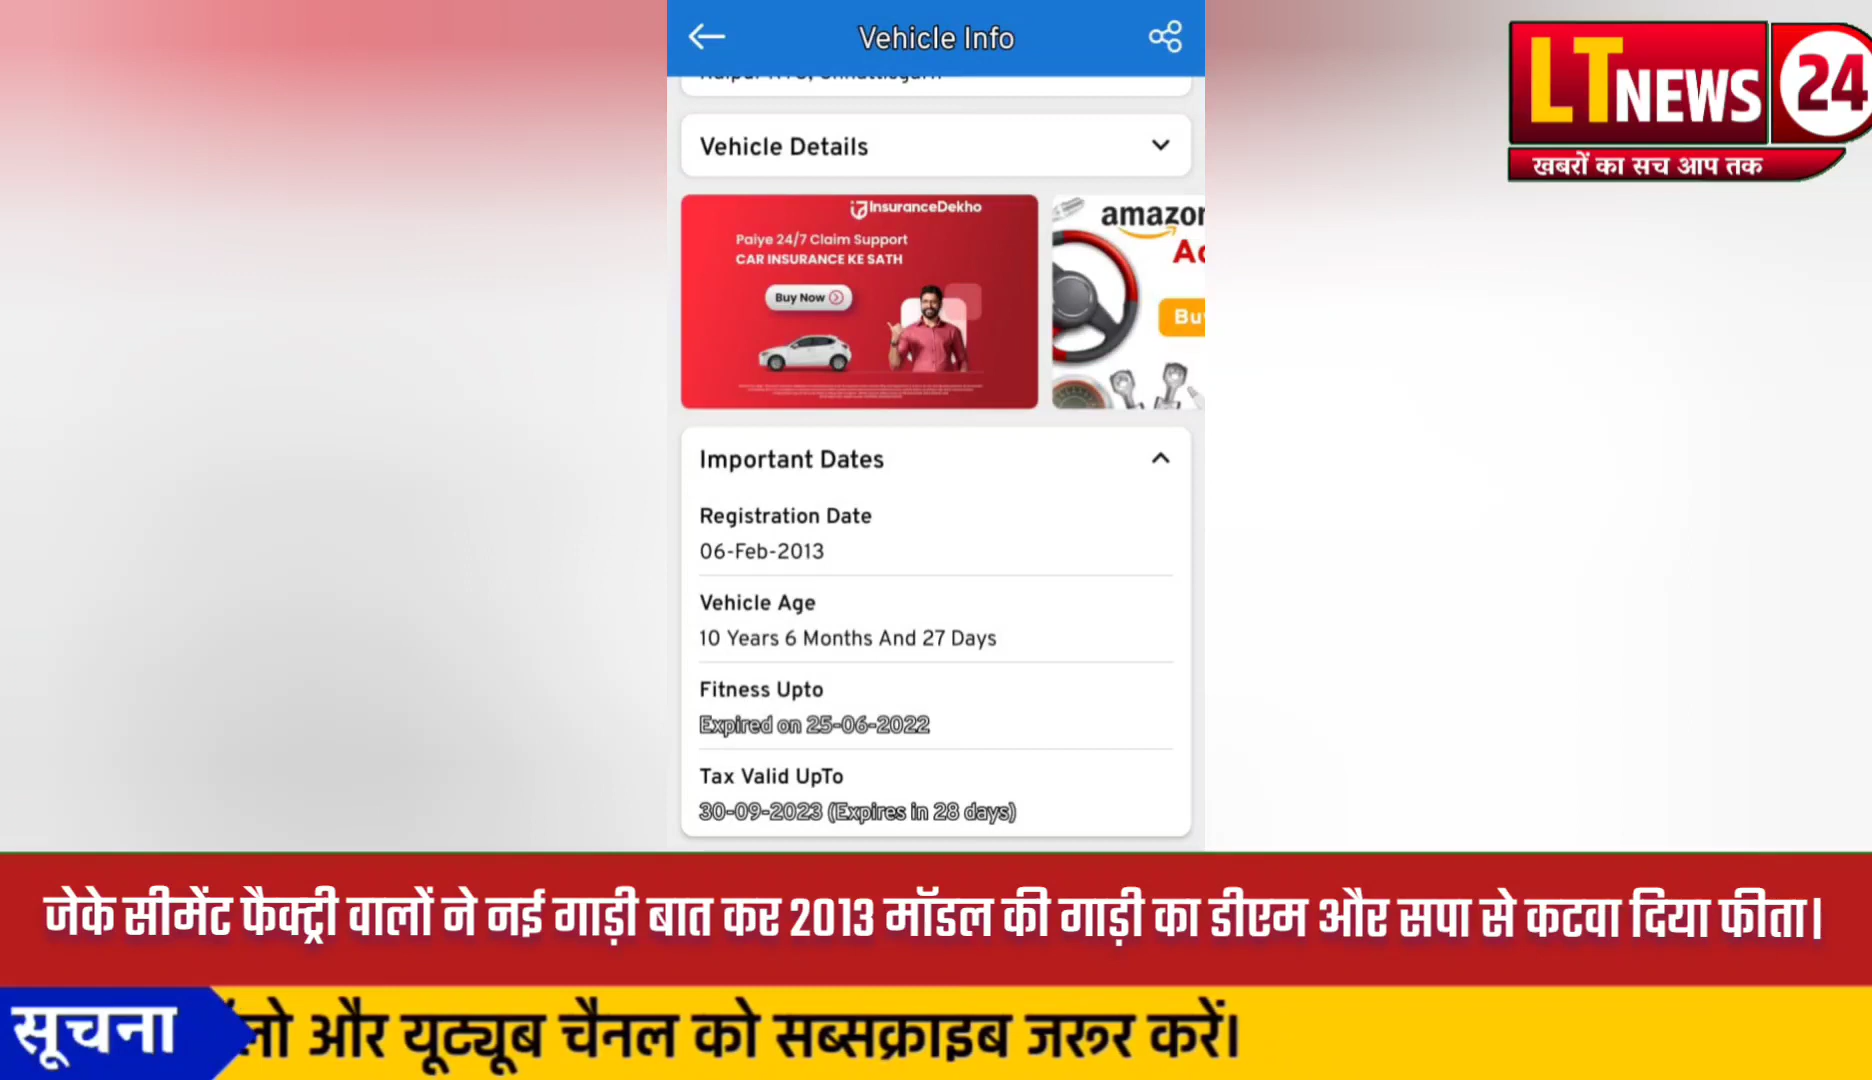 Vehicle Info
Vehicle Details
InsuranceDekho
Paiye 24/7 Claim Support
CAR INSURANCE KE SATH
Buy Now
amazon
Important Dates
Registration Date
06-Feb-2013
Vehicle Age
10 Years 6 Months And 27 Days
Fitness Upto
Expired on 25-06-2022
Tax Valid UpTo
30-09-2023 (Expires in 28 days)
LT NEWS 24
खबरों का सच आप तक
जेके सीमेंट फैक्ट्री वालों ने नई गाड़ी बात कर 2013 मॉडल की गाड़ी का डीएम और सपा से कटवा दिया फीता।
सूचना
और यूट्यूब चैनल को सब्सक्राइब जरूर करें।